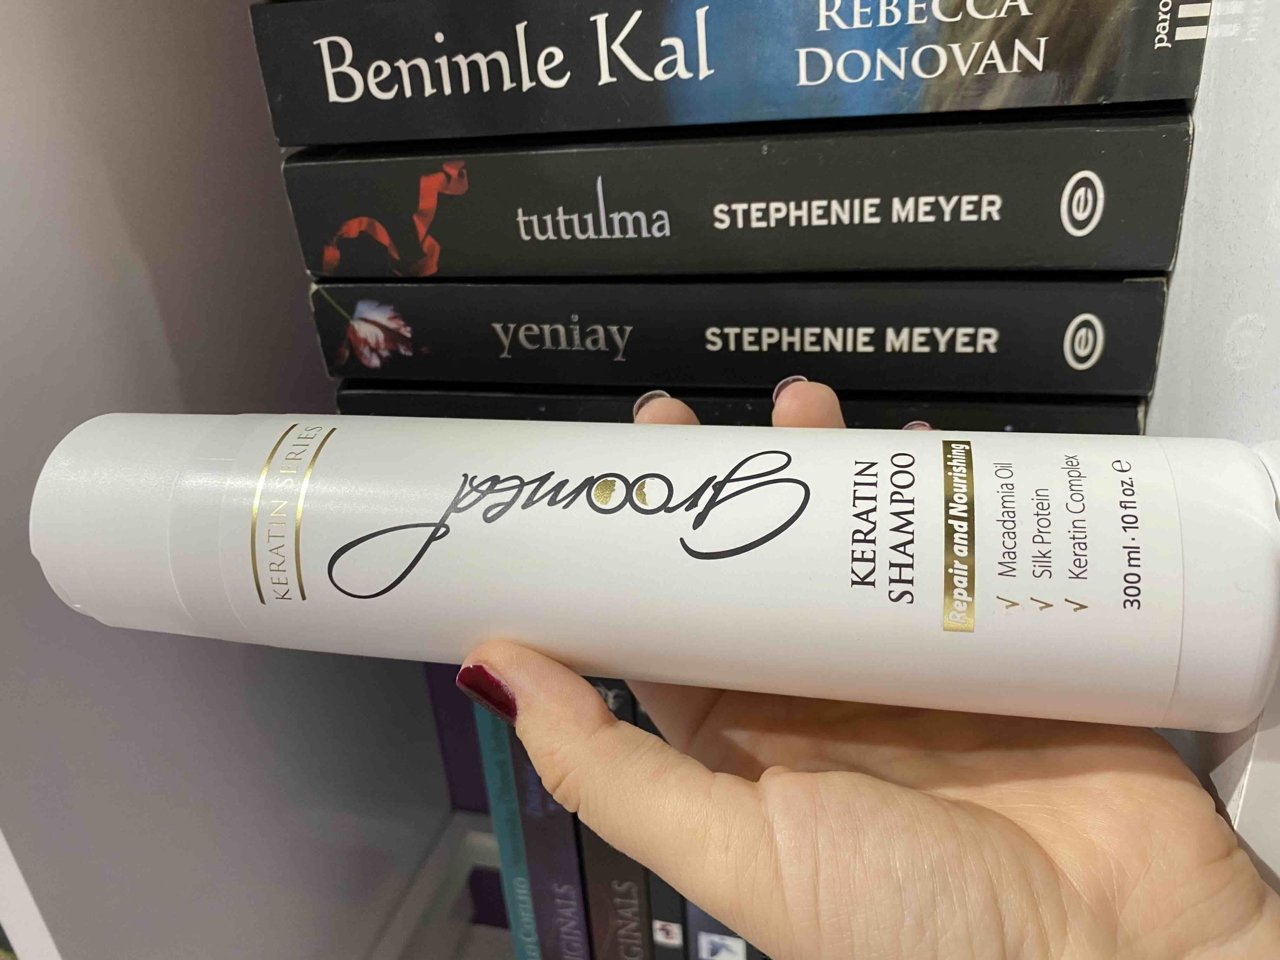 Benimle Kal
REBECCA
DONOVAN
tutulma
STEPHENIE MEYER
e
yeniay
STEPHENIE MEYER
e
KERATIN SERIES
groomest
KERATIN
SHAMPOO
Repair and Nourishing
√ Macadamia Oil
√ Silk Protein
√ Keratin Complex
300 ml · 10 fl oz. ℮